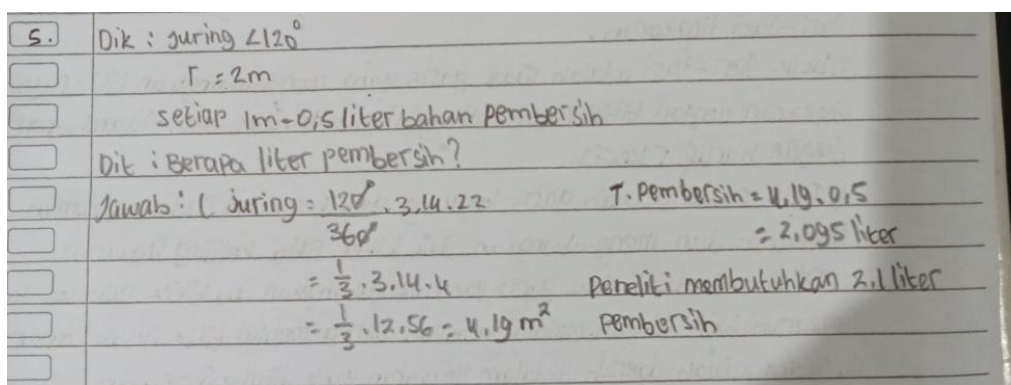 5. Dik : juring ∠120°
r = 2m
setiap 1m - 0,5 liter bahan pembersih
Dit : Berapa liter pembersih?
Jawab : L juring = 120°/360° . 3,14 . 22
= 1/3 . 3,14 . 4
= 1/3 . 12,56 = 4,19 m²
T. Pembersih = 4,19 . 0,5
= 2,095 liter
Peneliti membutuhkan 2,1 liter
pembersih